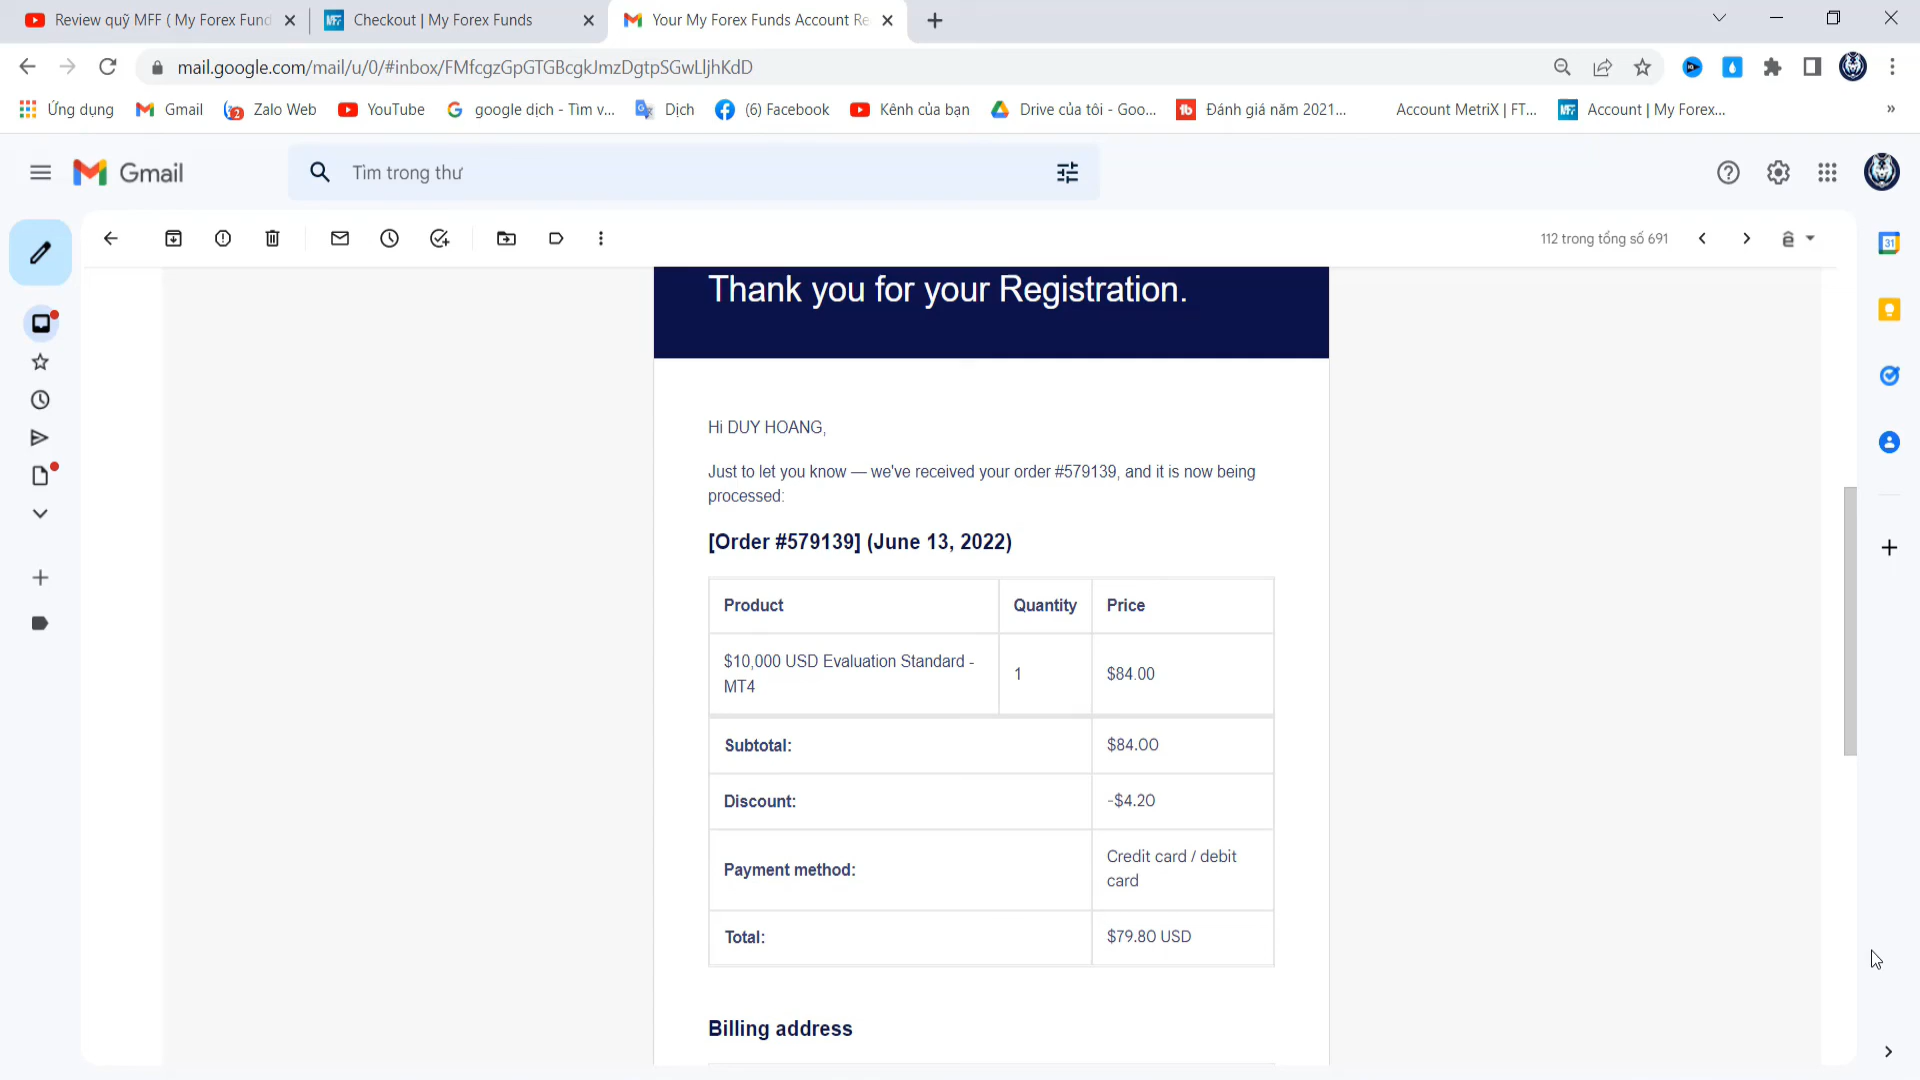 Review quỹ MFF ( My Forex Fund
Checkout | My Forex Funds
Your My Forex Funds Account Re
mail.google.com/mail/u/0/#inbox/FMfcgzGpGTGBcgkJmzDgtpSGwLljhKdD
Ứng dụng
Gmail
Zalo Web
YouTube
google dịch - Tìm v...
Dịch
(6) Facebook
Kênh của bạn
Drive của tôi - Goo...
Đánh giá năm 2021...
Account MetriX | FT...
Account | My Forex...
»
Gmail
Tìm trong thư
112 trong tổng số 691
Thank you for your Registration.
Hi DUY HOANG,
Just to let you know — we've received your order #579139, and it is now being
processed:
[Order #579139] (June 13, 2022)
Product Quantity Price
$10,000 USD Evaluation Standard -
MT4
1
$84.00
Subtotal: $84.00
Discount: -$4.20
Payment method:
Credit card / debit
card
Total: $79.80 USD
Billing address